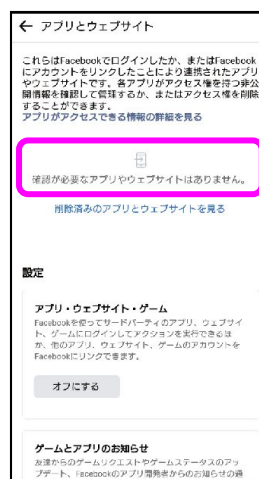 ← アプリとウェブサイト
これらはFacebookでログインしたか、またはFacebook
にアカウントをリンクしたことにより連携されたアプリ
やウェブサイトです。各アプリがアクセス権を持つ非公
開情報を確認して管理するか、またはアクセス権を削除
することができます。
アプリがアクセスできる情報の詳細を見る
確認が必要なアプリやウェブサイトはありません。
削除済みのアプリとウェブサイトを見る
設定
アプリ・ウェブサイト・ゲーム
Facebookを使ってサードパーティのアプリ、ウェブサイ
ト、ゲームにログインしてアクションを実行できるほ
か、他のアプリ、ウェブサイト、ゲームのアカウントを
Facebookにリンクできます。
オフにする
ゲームとアプリのお知らせ
友達からのゲームリクエストやゲームステータスのアッ
プデート、Facebookのアプリ開発者からのお知らせの通